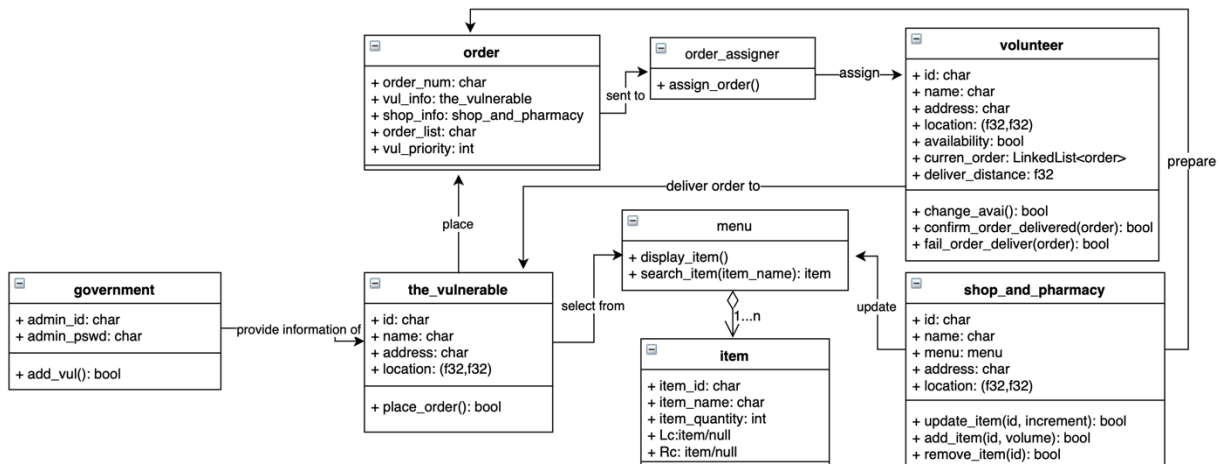 order
+ order_num: char
+ vul_info: the_vulnerable
+ shop_info: shop_and_pharmacy
+ order_list: char
+ vul_priority: int
sent to
order_assigner
+ assign_order()
assign
volunteer
+ id: char
+ name: char
+ address: char
+ location: (f32,f32)
+ availability: bool
+ curren_order: LinkedList<order>
+ deliver_distance: f32
+ change_avai(): bool
+ confirm_order_delivered(order): bool
+ fail_order_deliver(order): bool
prepare
deliver order to
place
menu
+ display_item()
+ search_item(item_name): item
government
+ admin_id: char
+ admin_pswd: char
+ add_vul(): bool
provide information of
the_vulnerable
+ id: char
+ name: char
+ address: char
+ location: (f32,f32)
+ place_order(): bool
select from
1...n
update
item
+ item_id: char
+ item_name: char
+ item_quantity: int
+ Lc:item/null
+ Rc: item/null
shop_and_pharmacy
+ id: char
+ name: char
+ menu: menu
+ address: char
+ location: (f32,f32)
+ update_item(id, increment): bool
+ add_item(id, volume): bool
+ remove_item(id): bool